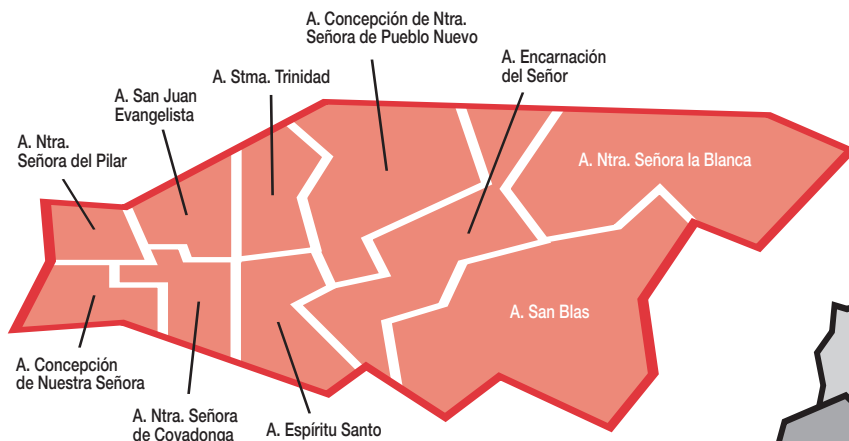 A. Concepción de Ntra.
Señora de Pueblo Nuevo
A. Encarnación
del Señor
A. Stma. Trinidad
A. San Juan
Evangelista
A. Ntra.
Señora del Pilar
A. Ntra. Señora la Blanca
A. San Blas
A. Concepción
de Nuestra Señora
A. Ntra. Señora
de Covadonga
A. Espíritu Santo